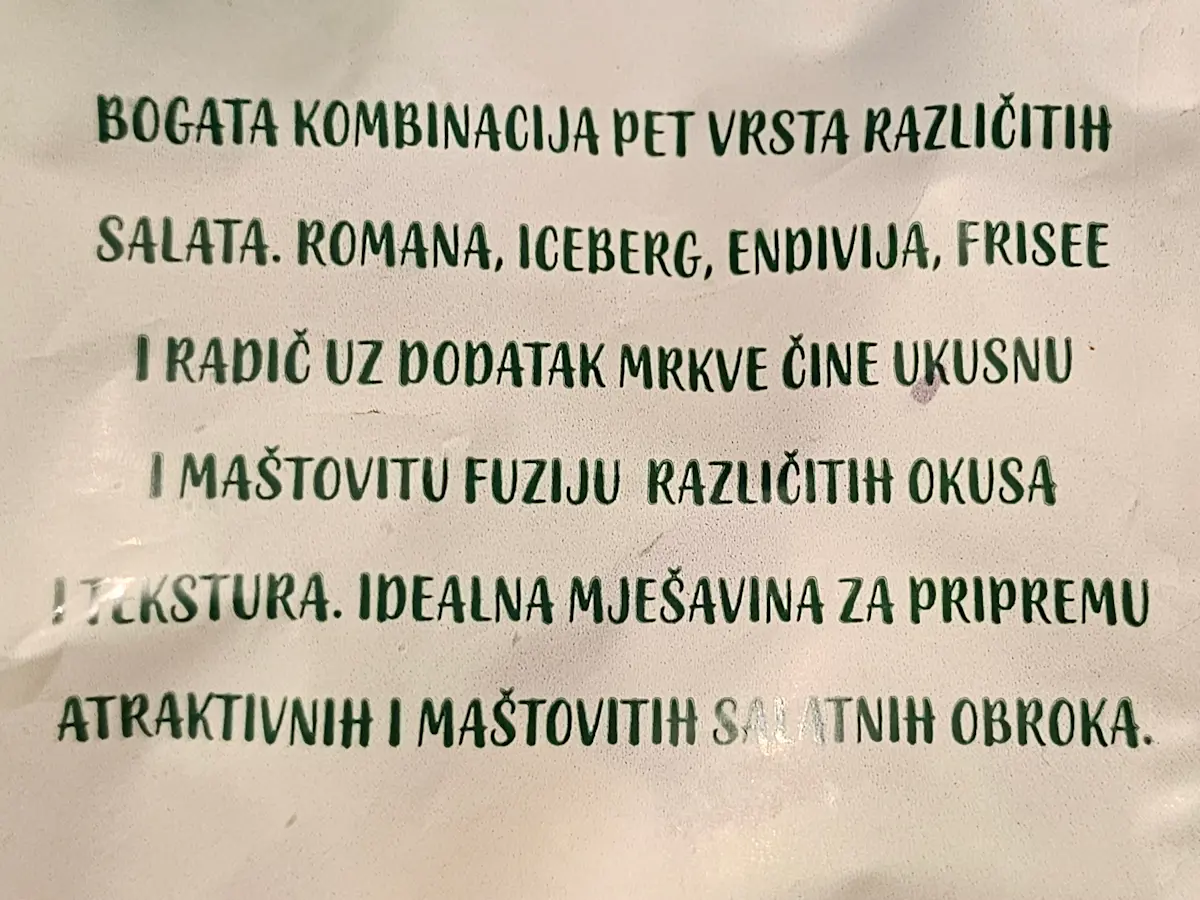 BOGATA KOMBINACIJA PET VRSTA RAZLIČITIH
SALATA. ROMANA, ICEBERG, ENDIVIJA, FRISEE
I RADIČ UZ DODATAK MRKVE ČINE UKUSNU
I MAŠTOVITU FUZIJU RAZLIČITIH OKUSA
I TEKSTURA. IDEALNA MJEŠAVINA ZA PRIPREMU
ATRAKTIVNIH I MAŠTOVITIH SALATNIH OBROKA.